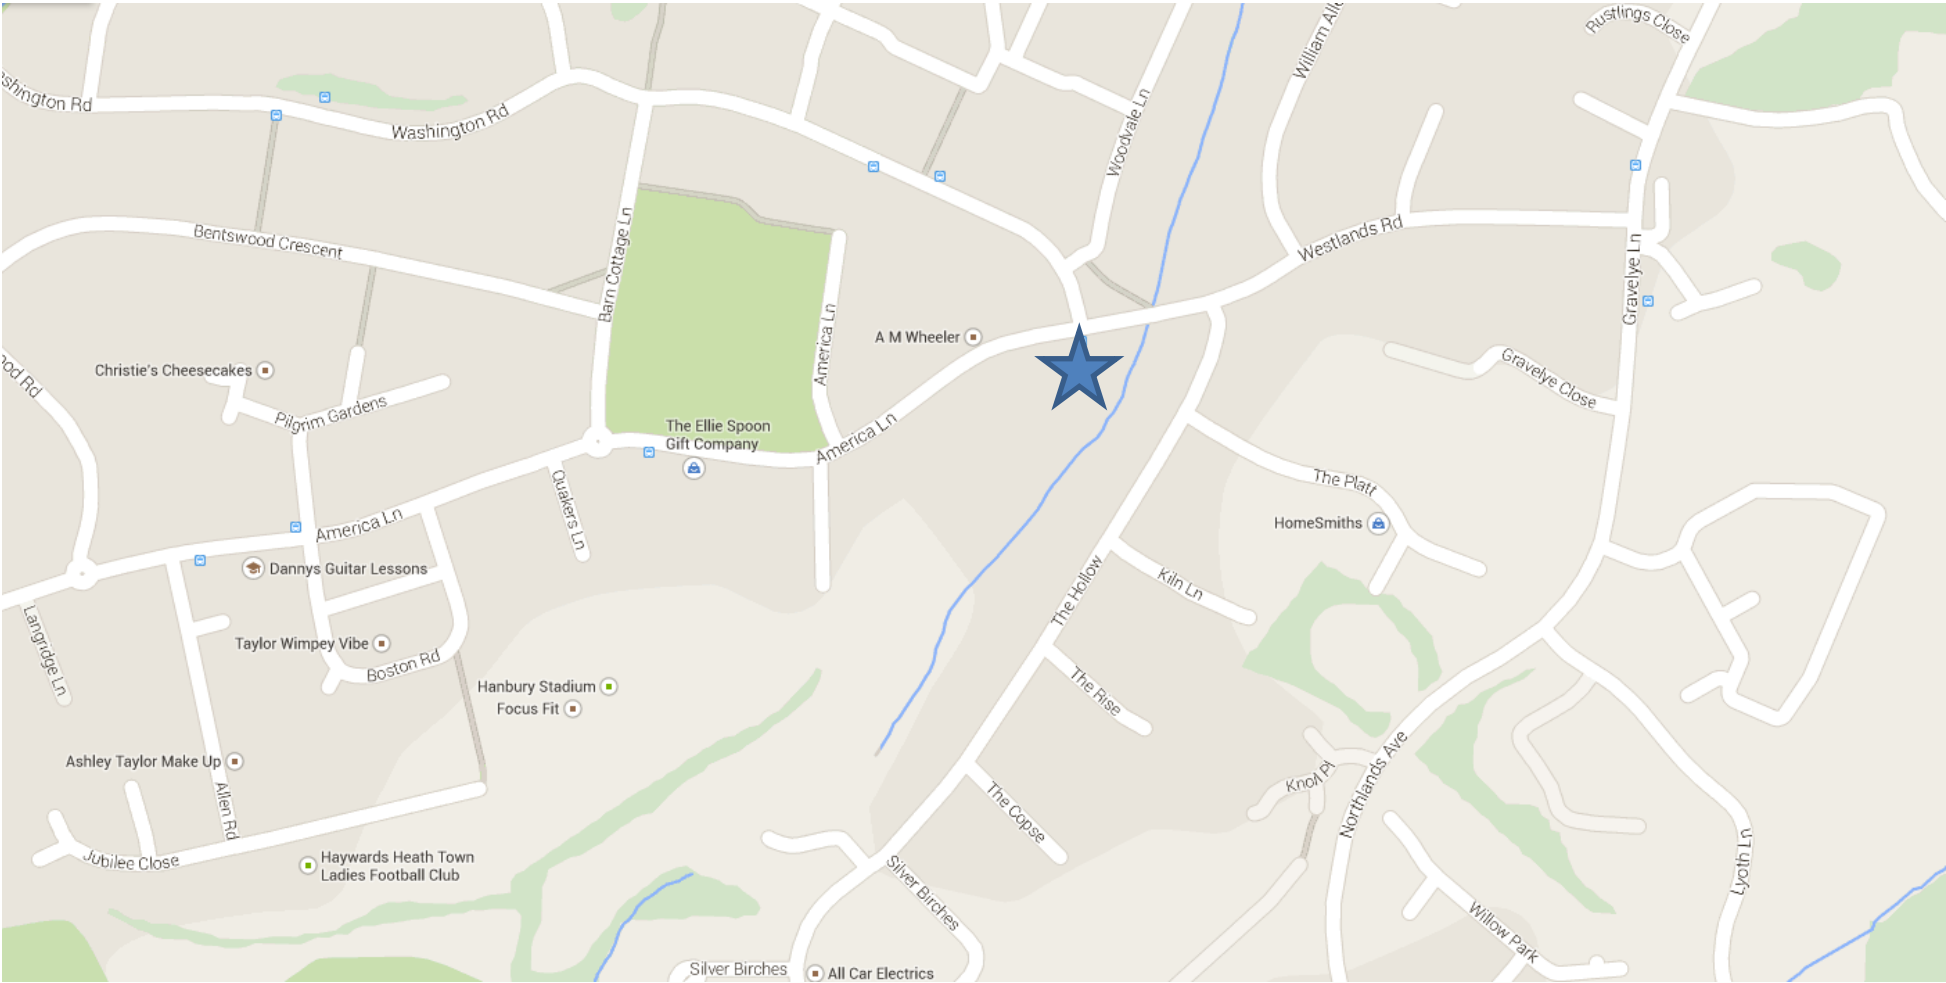 Rustlings Close
William Alle
shington Rd
Washington Rd
Woodvale Ln
Bentswood Crescent
Barn Cottage Ln
Westlands Rd
Gravelye Ln
America Ln
A M Wheeler
Christie's Cheesecakes
ood Rd
Pilgrim Gardens
Gravelye Close
The Ellie Spoon
Gift Company
America Ln
The Platt
Quakers Ln
America Ln
HomeSmiths
Dannys Guitar Lessons
The Hollow
Kiln Ln
Langridge Ln
Taylor Wimpey Vibe
Boston Rd
Hanbury Stadium
Focus Fit
The Rise
Ashley Taylor Make Up
Allen Rd
Knoll Pl
Northlands Ave
The Copse
Jubilee Close
Haywards Heath Town
Ladies Football Club
Silver Birches
Lyoth Ln
Willow Park
Silver Birches
All Car Electrics